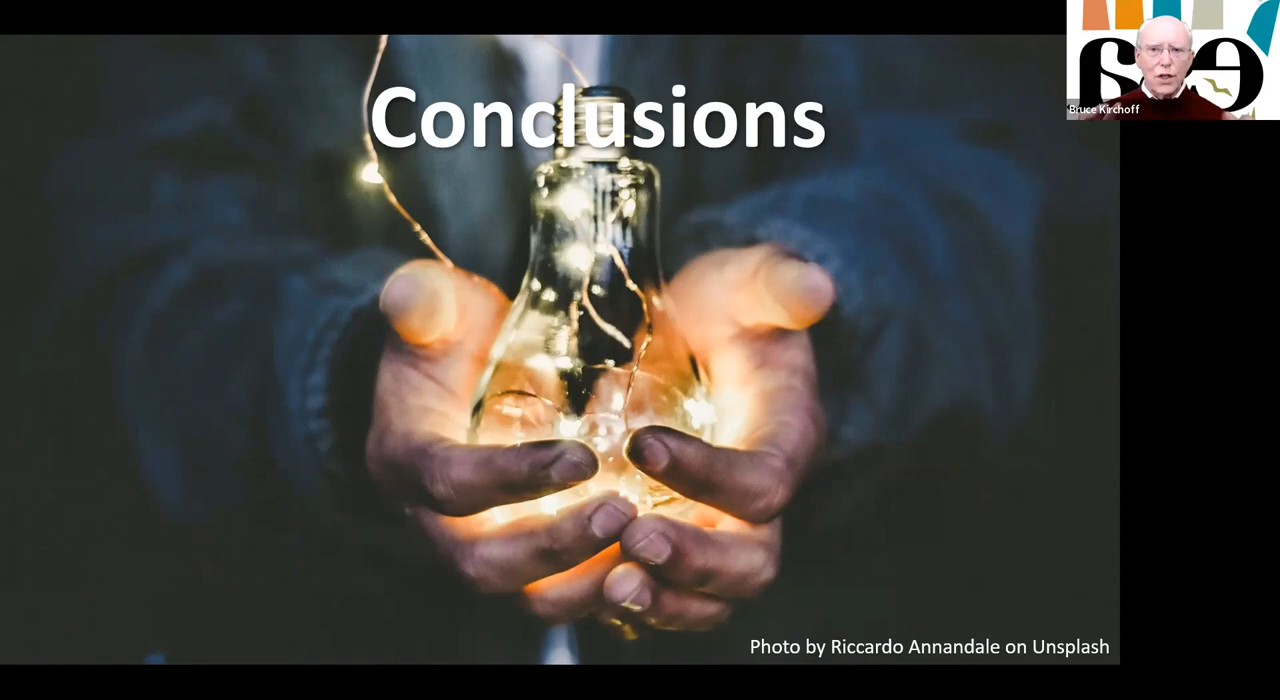 Conclusions
Bruce Kirchoff
Photo by Riccardo Annandale on Unsplash